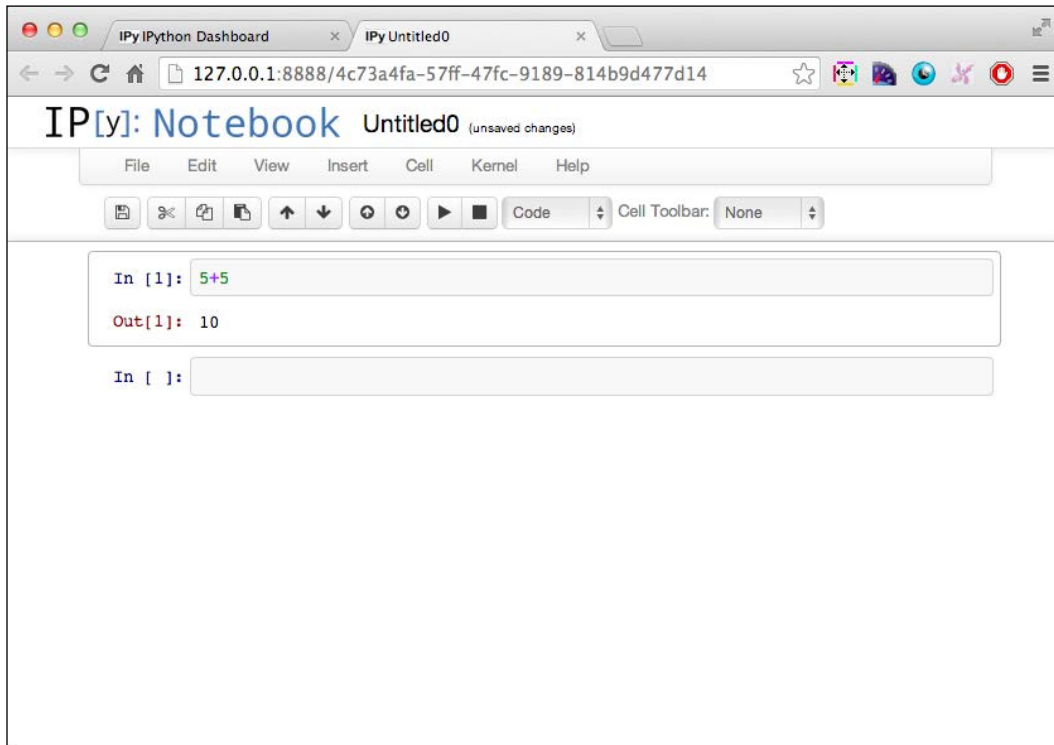 IPy IPython Dashboard
IPy Untitled0
127.0.0.1:8888/4c73a4fa-57ff-47fc-9189-814b9d477d14
IP[y]: Notebook Untitled0 (unsaved changes)
File Edit View Insert Cell Kernel Help
Code Cell Toolbar: None
In [1]: 5+5
Out[1]: 10
In [ ]: